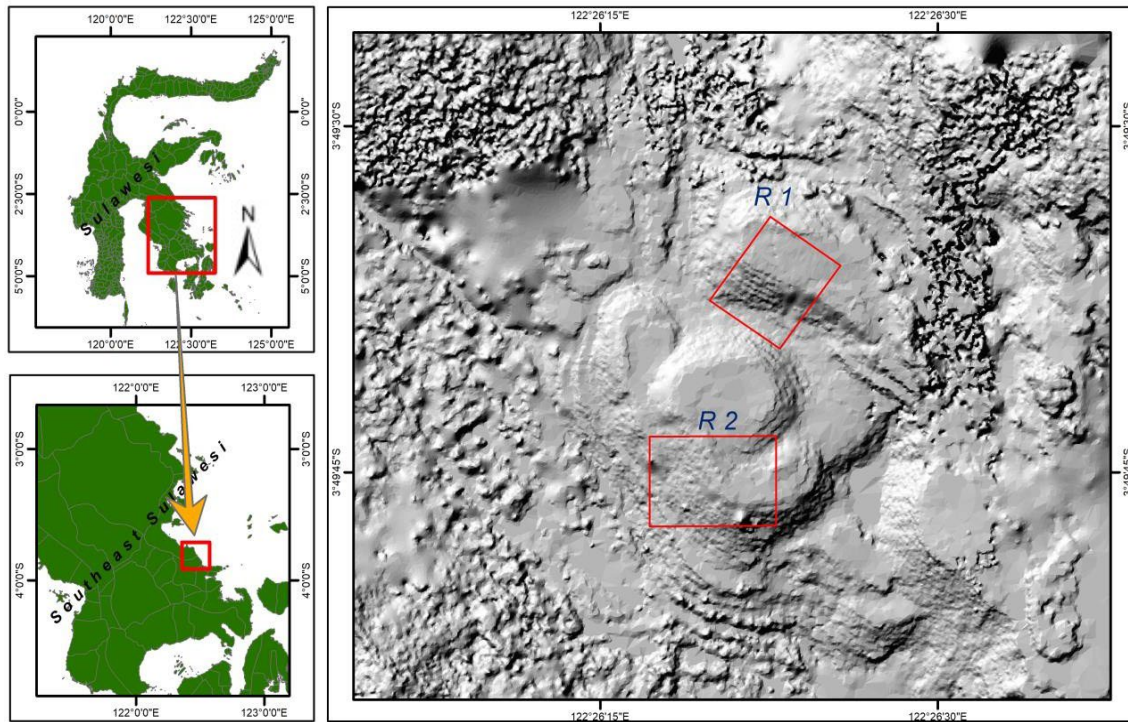 120°0'0"E 122°30'0"E 125°0'0"E
0°0'0"
2°30'0"S
5°0'0"S
0°0'0"
2°30'0"S
5°0'0"S
Sulawesi
N
120°0'0"E 122°30'0"E 125°0'0"E
122°0'0"E 123°0'0"E
3°0'0"S
4°0'0"S
3°0'0"S
4°0'0"S
Southeast Sulawesi
122°0'0"E 123°0'0"E
122°26'15"E 122°26'30"E
3°49'30"S
3°49'45"S
3°49'30"S
3°49'45"S
R 1
R 2
122°26'15"E 122°26'30"E